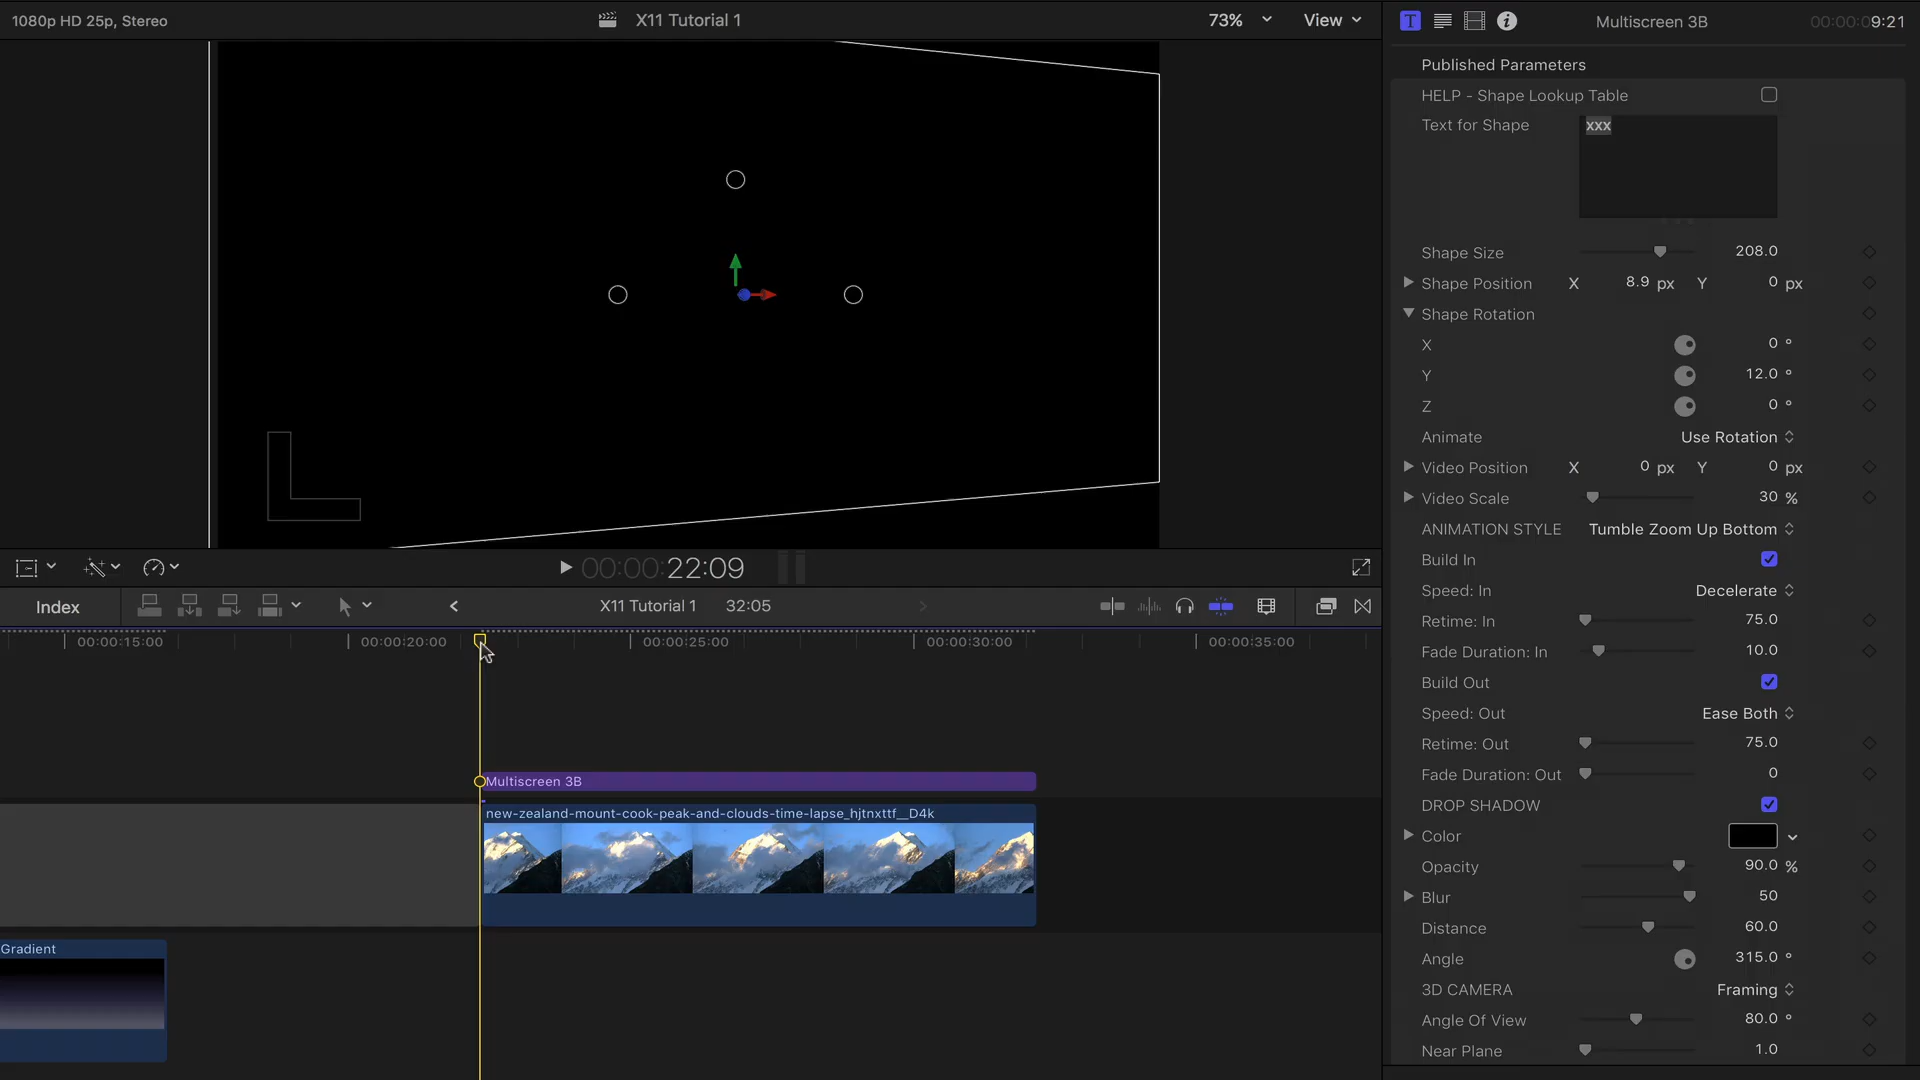 1080p HD 25p, Stereo
X11 Tutorial 1
73%
View
T
i
Multiscreen 3B
00:00:09:21
Published Parameters
HELP - Shape Lookup Table
Text for Shape
xxx
Shape Size
208.0
Shape Position X 8.9 px Y 0 px
Shape Rotation
X 0 °
Y 12.0 °
Z 0 °
Animate Use Rotation
Video Position X 0 px Y 0 px
Video Scale 30 %
ANIMATION STYLE Tumble Zoom Up Bottom
Build In
Speed: In Decelerate
Retime: In 75.0
Fade Duration: In 10.0
Build Out
Speed: Out Ease Both
Retime: Out 75.0
Fade Duration: Out 0
DROP SHADOW
Color
Opacity 90.0 %
Blur 50
Distance 60.0
Angle 315.0 °
3D CAMERA Framing
Angle Of View 80.0 °
Near Plane 1.0
00:00:22:09
Index
X11 Tutorial 1 32:05
00:00:15:00
00:00:20:00
00:00:25:00
00:00:30:00
00:00:35:00
Multiscreen 3B
new-zealand-mount-cook-peak-and-clouds-time-lapse_hjtnxttf__D4k
Gradient